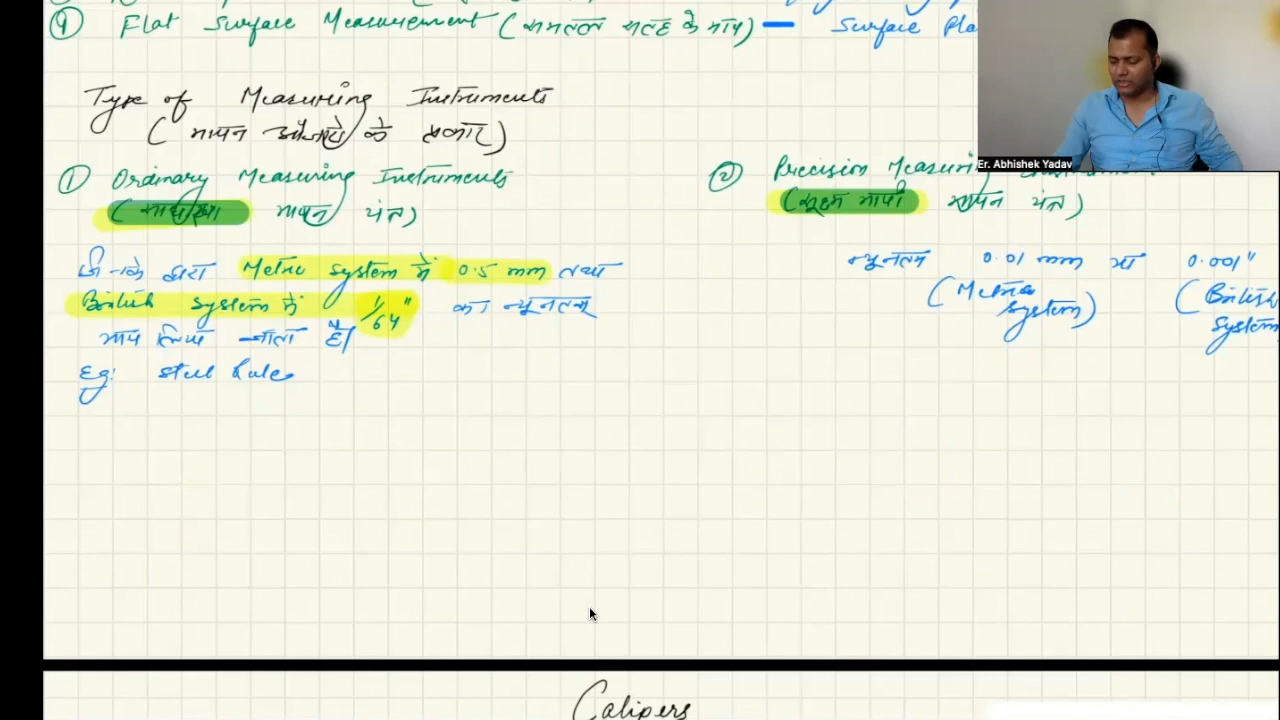 ④ Flat Surface Measurement (समतल सतह के माप) — Surface Pla
Er. Abhishek Yadav
Type of Measuring Instruments
(मापन औजारों के प्रकार)
① Ordinary Measuring Instruments
(साधारण मापन यंत्र)
जिनके द्वारा Metric system में 0.5 mm तथा
British system में 1/64" का न्यूनतम
माप लिया जाता है।
Eg: Steel Rule
② Precision Measuring
(सूक्ष्म मापी मापन यंत्र)
न्यूनतम 0.01 mm या 0.001"
(Metric System) (British System
Calipers